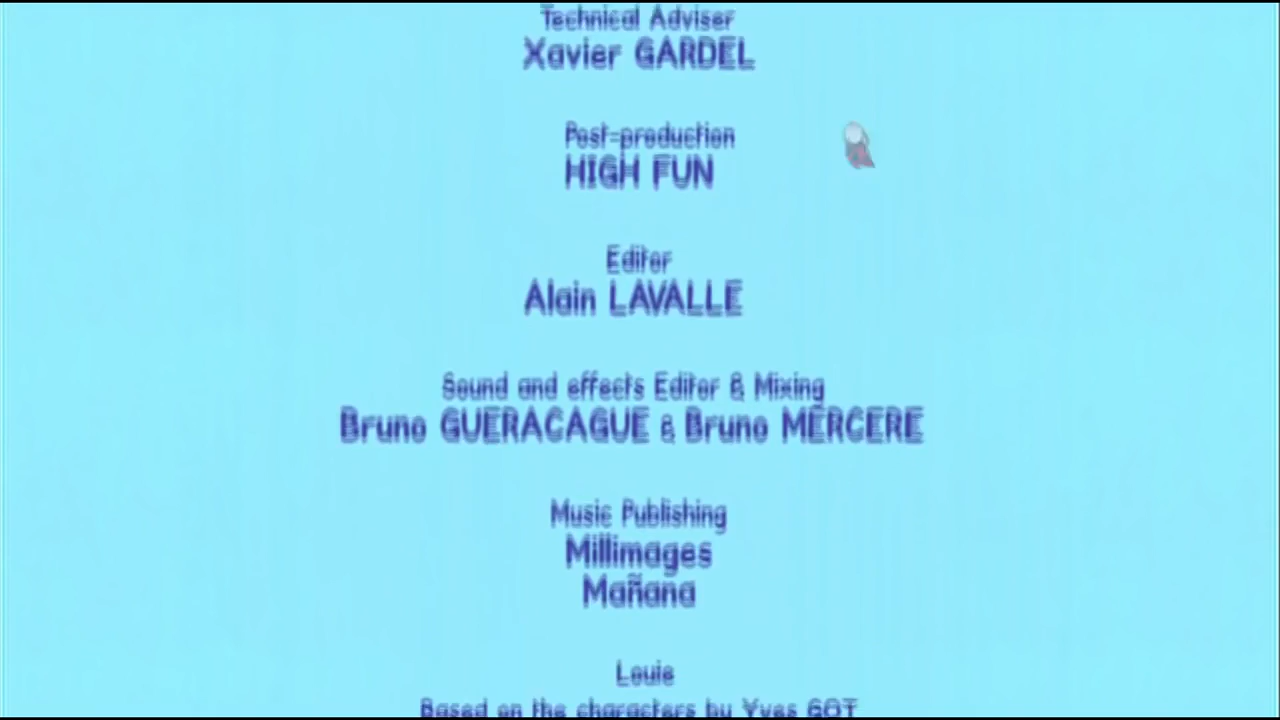 Technical Adviser
Xavier GARDEL
Post-production
HIGH FUN
Editor
Alain LAVALLE
Sound and effects Editor & Mixing
Bruno GUERACAGUE & Bruno MERCERE
Music Publishing
Millimages
Mañana
Louie
Based on the characters by Yves GOT